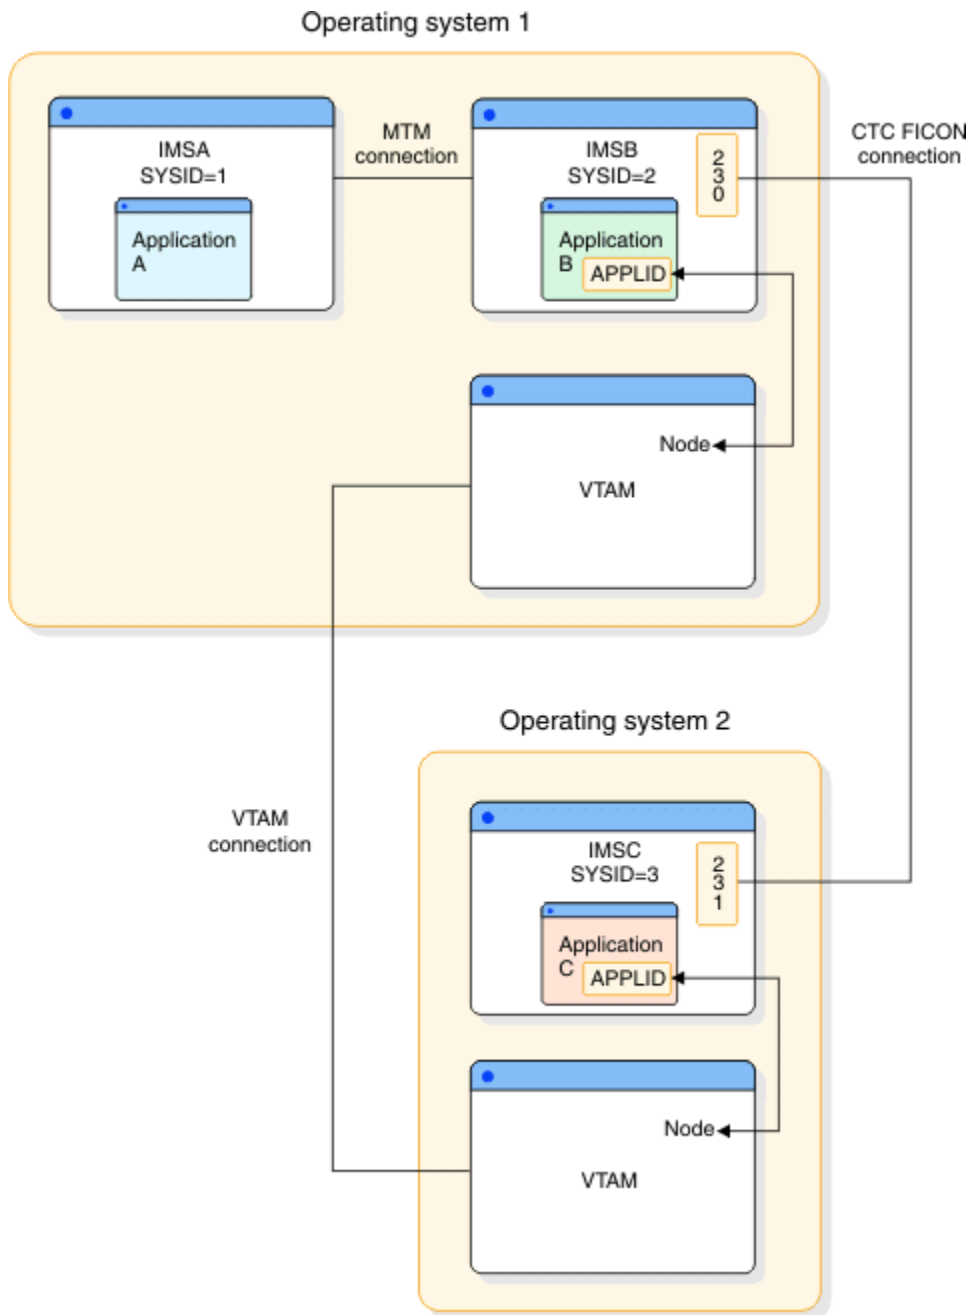 Operating system 1
IMSA
SYSID=1
Application
A
MTM
connection
IMSB
SYSID=2
2
3
0
Application
B
APPLID
CTC FICON
connection
Node
VTAM
Operating system 2
VTAM
connection
IMSC
SYSID=3
2
3
1
Application
C
APPLID
Node
VTAM